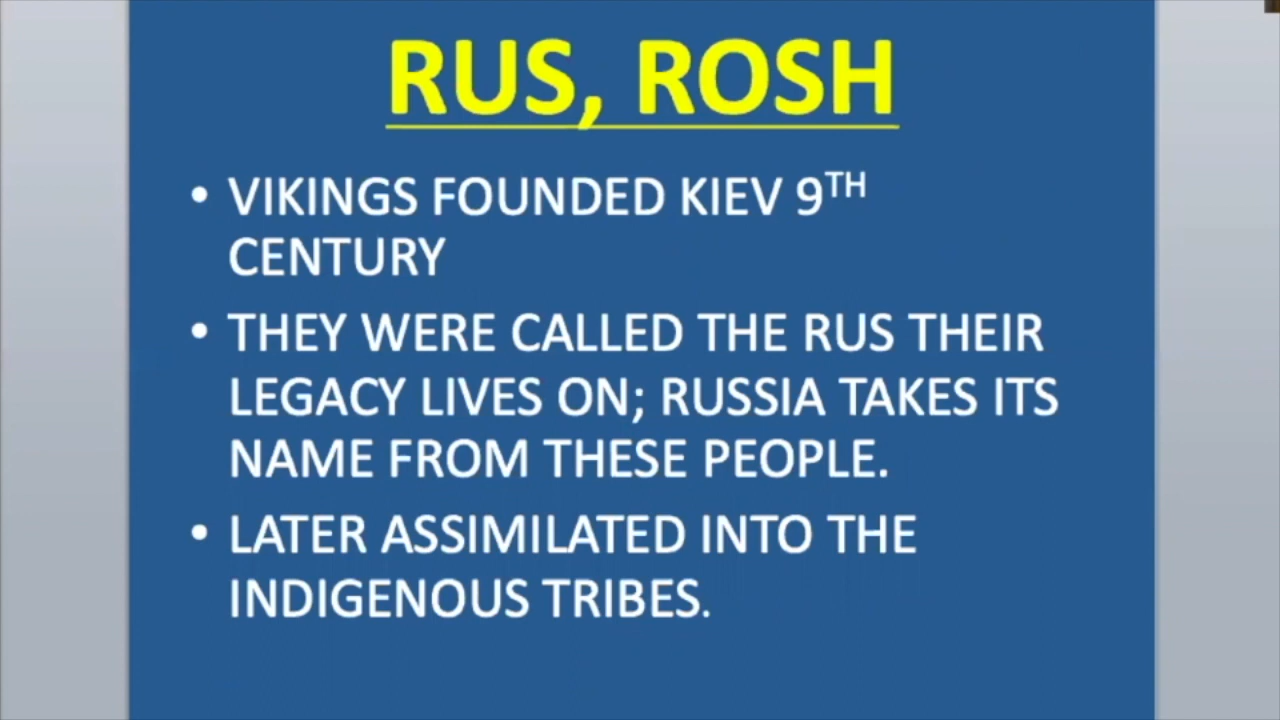 RUS, ROSH
• VIKINGS FOUNDED KIEV 9TH
CENTURY
• THEY WERE CALLED THE RUS THEIR
LEGACY LIVES ON; RUSSIA TAKES ITS
NAME FROM THESE PEOPLE.
• LATER ASSIMILATED INTO THE
INDIGENOUS TRIBES.